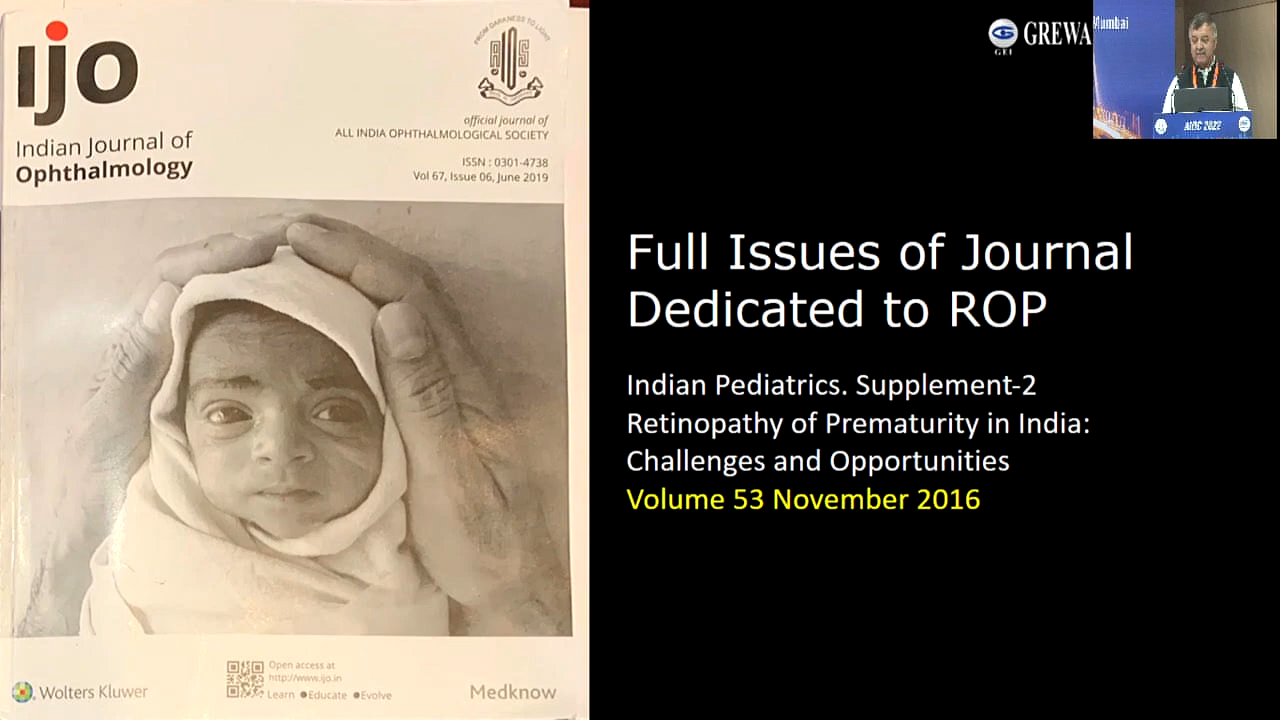 ijo
Indian Journal of
Ophthalmology
FROM DARKNESS TO LIGHT
official journal of
ALL INDIA OPHTHALMOLOGICAL SOCIETY
ISSN : 0301-4738
Vol 67, Issue 06, June 2019
Open access at
http://www.ijo.in
Learn ●Educate ●Evolve
Wolters Kluwer
Medknow
GREWA
GEI
Mumbai
AIOC 2022
Full Issues of Journal
Dedicated to ROP
Indian Pediatrics. Supplement-2
Retinopathy of Prematurity in India:
Challenges and Opportunities
Volume 53 November 2016